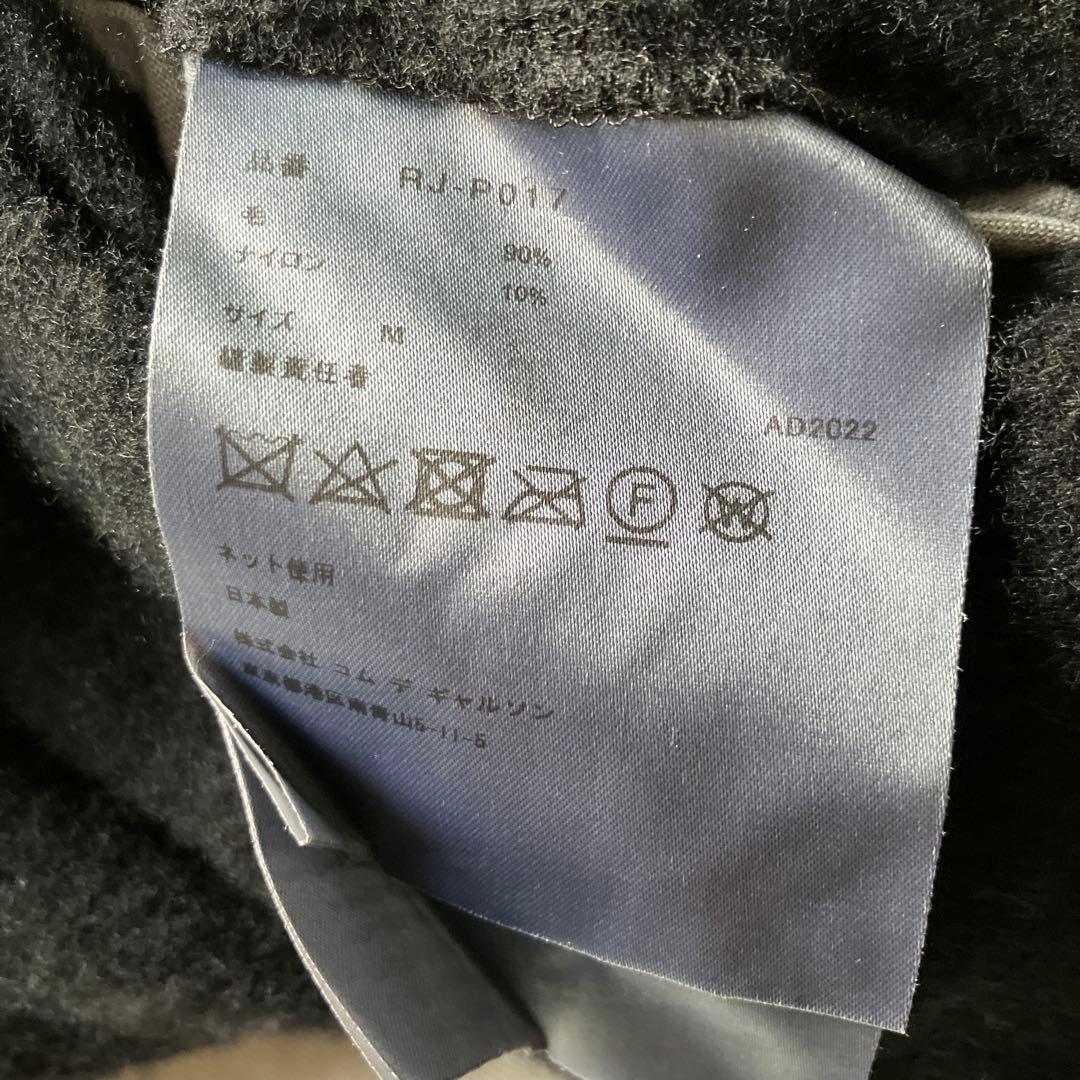 品番 RJ-P017
毛 90%
ナイロン 10%
サイズ M
縫製責任者
AD2022
F
W
ネット使用
日本製
株式会社 コム デ ギャルソン
東京都港区南青山5-11-5